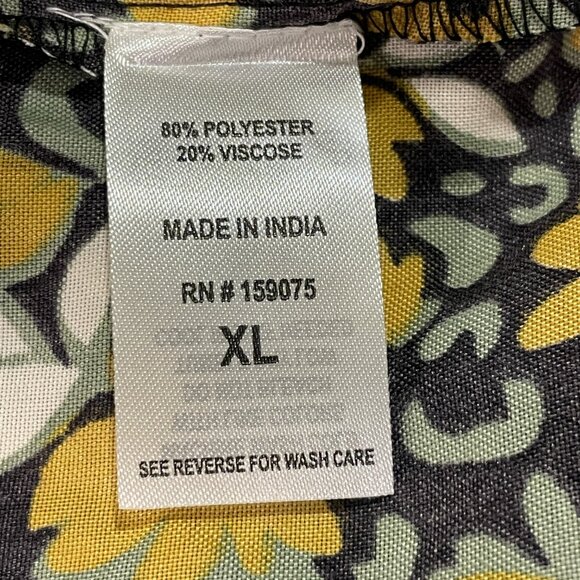 80% POLYESTER
20% VISCOSE
MADE IN INDIA
RN # 159075
XL
SEE REVERSE FOR WASH CARE